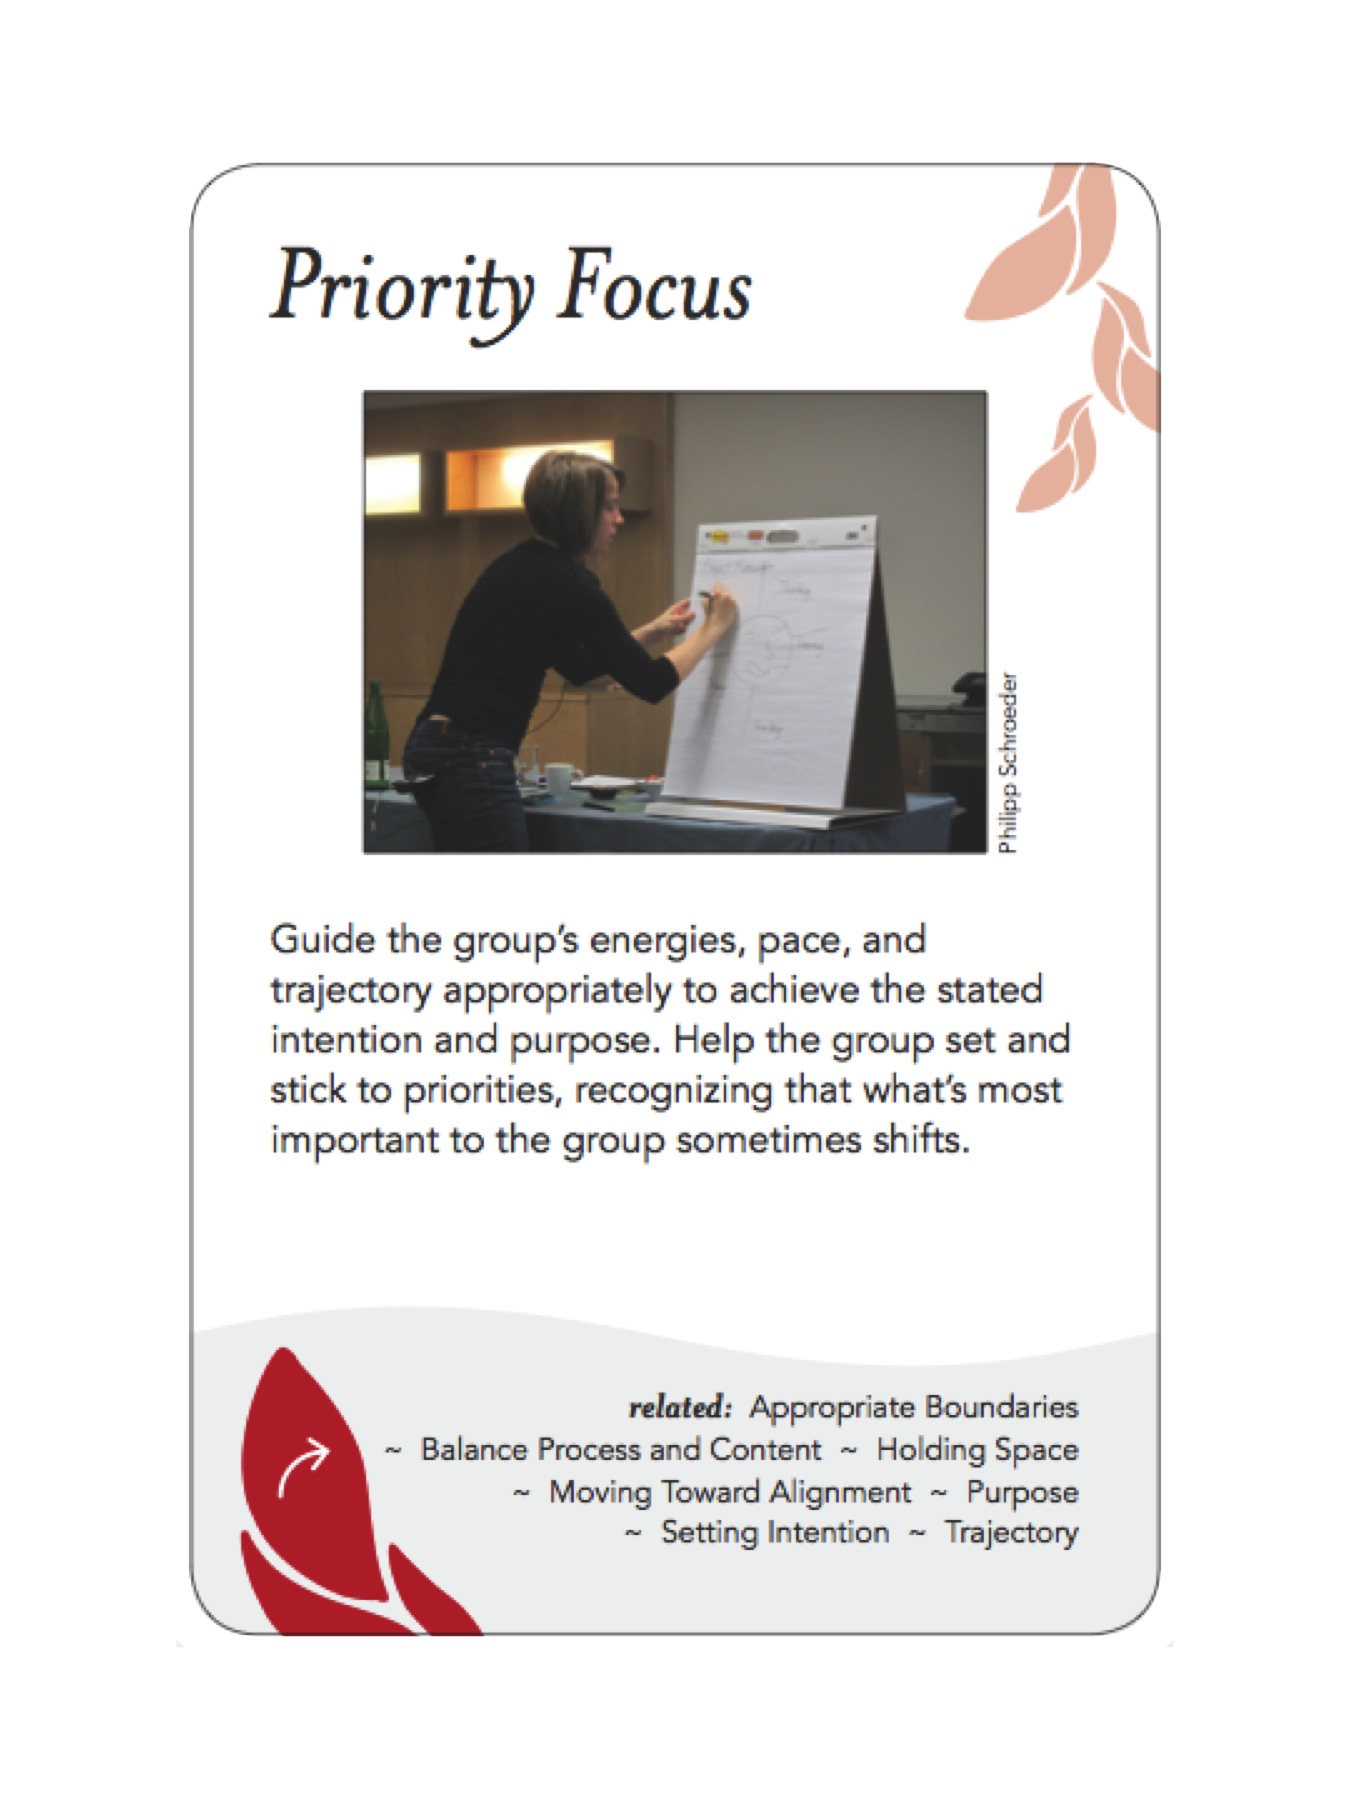 Priority Focus
Philipp Schroeder
Guide the group's energies, pace, and
trajectory appropriately to achieve the stated
intention and purpose. Help the group set and
stick to priorities, recognizing that what's most
important to the group sometimes shifts.
related: Appropriate Boundaries
~ Balance Process and Content ~ Holding Space
~ Moving Toward Alignment ~ Purpose
~ Setting Intention ~ Trajectory